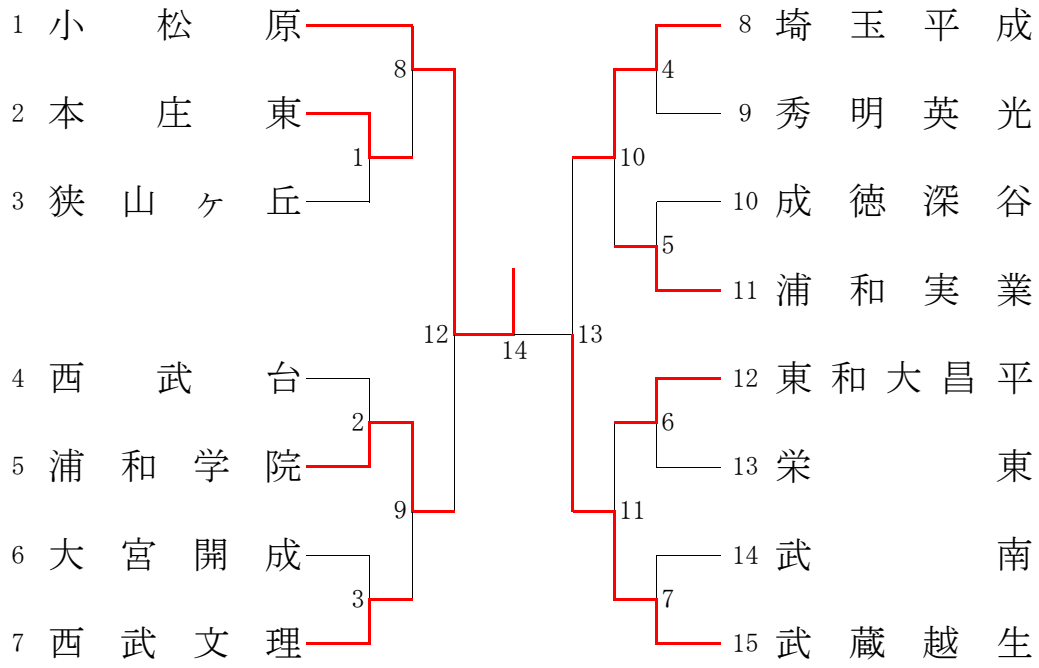 1 小松原
8
2 本庄東
1
3 狭山ヶ丘
12
14
4 西武台
2
5 浦和学院
9
6 大宮開成
3
7 西武文理
8 埼玉平成
4
9 秀明英光
10
10 成徳深谷
5
11 浦和実業
13
12 東和大昌平
6
13 栄東
11
14 武南
7
15 武蔵越生